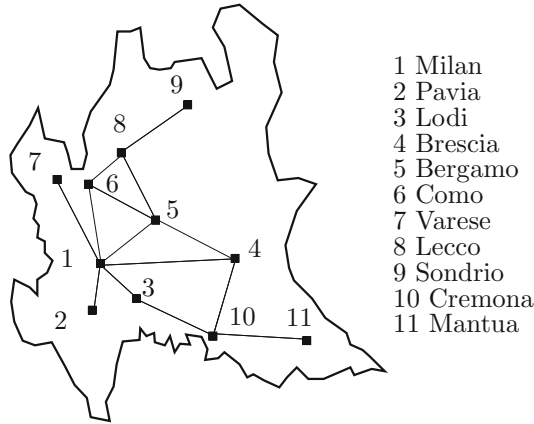 9
8
7
6
5
1
4
3
2
10
11
1 Milan
2 Pavia
3 Lodi
4 Brescia
5 Bergamo
6 Como
7 Varese
8 Lecco
9 Sondrio
10 Cremona
11 Mantua